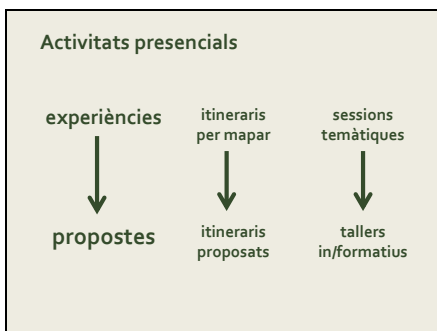 Activitats presencials
experiències
itineraris
per mapar
sessions
temàtiques
propostes
itineraris
proposats
tallers
in/formatius